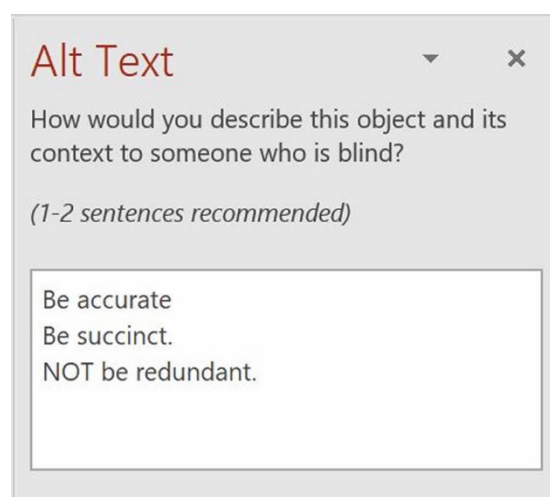 Alt Text
How would you describe this object and its
context to someone who is blind?
(1-2 sentences recommended)
Be accurate
Be succinct.
NOT be redundant.